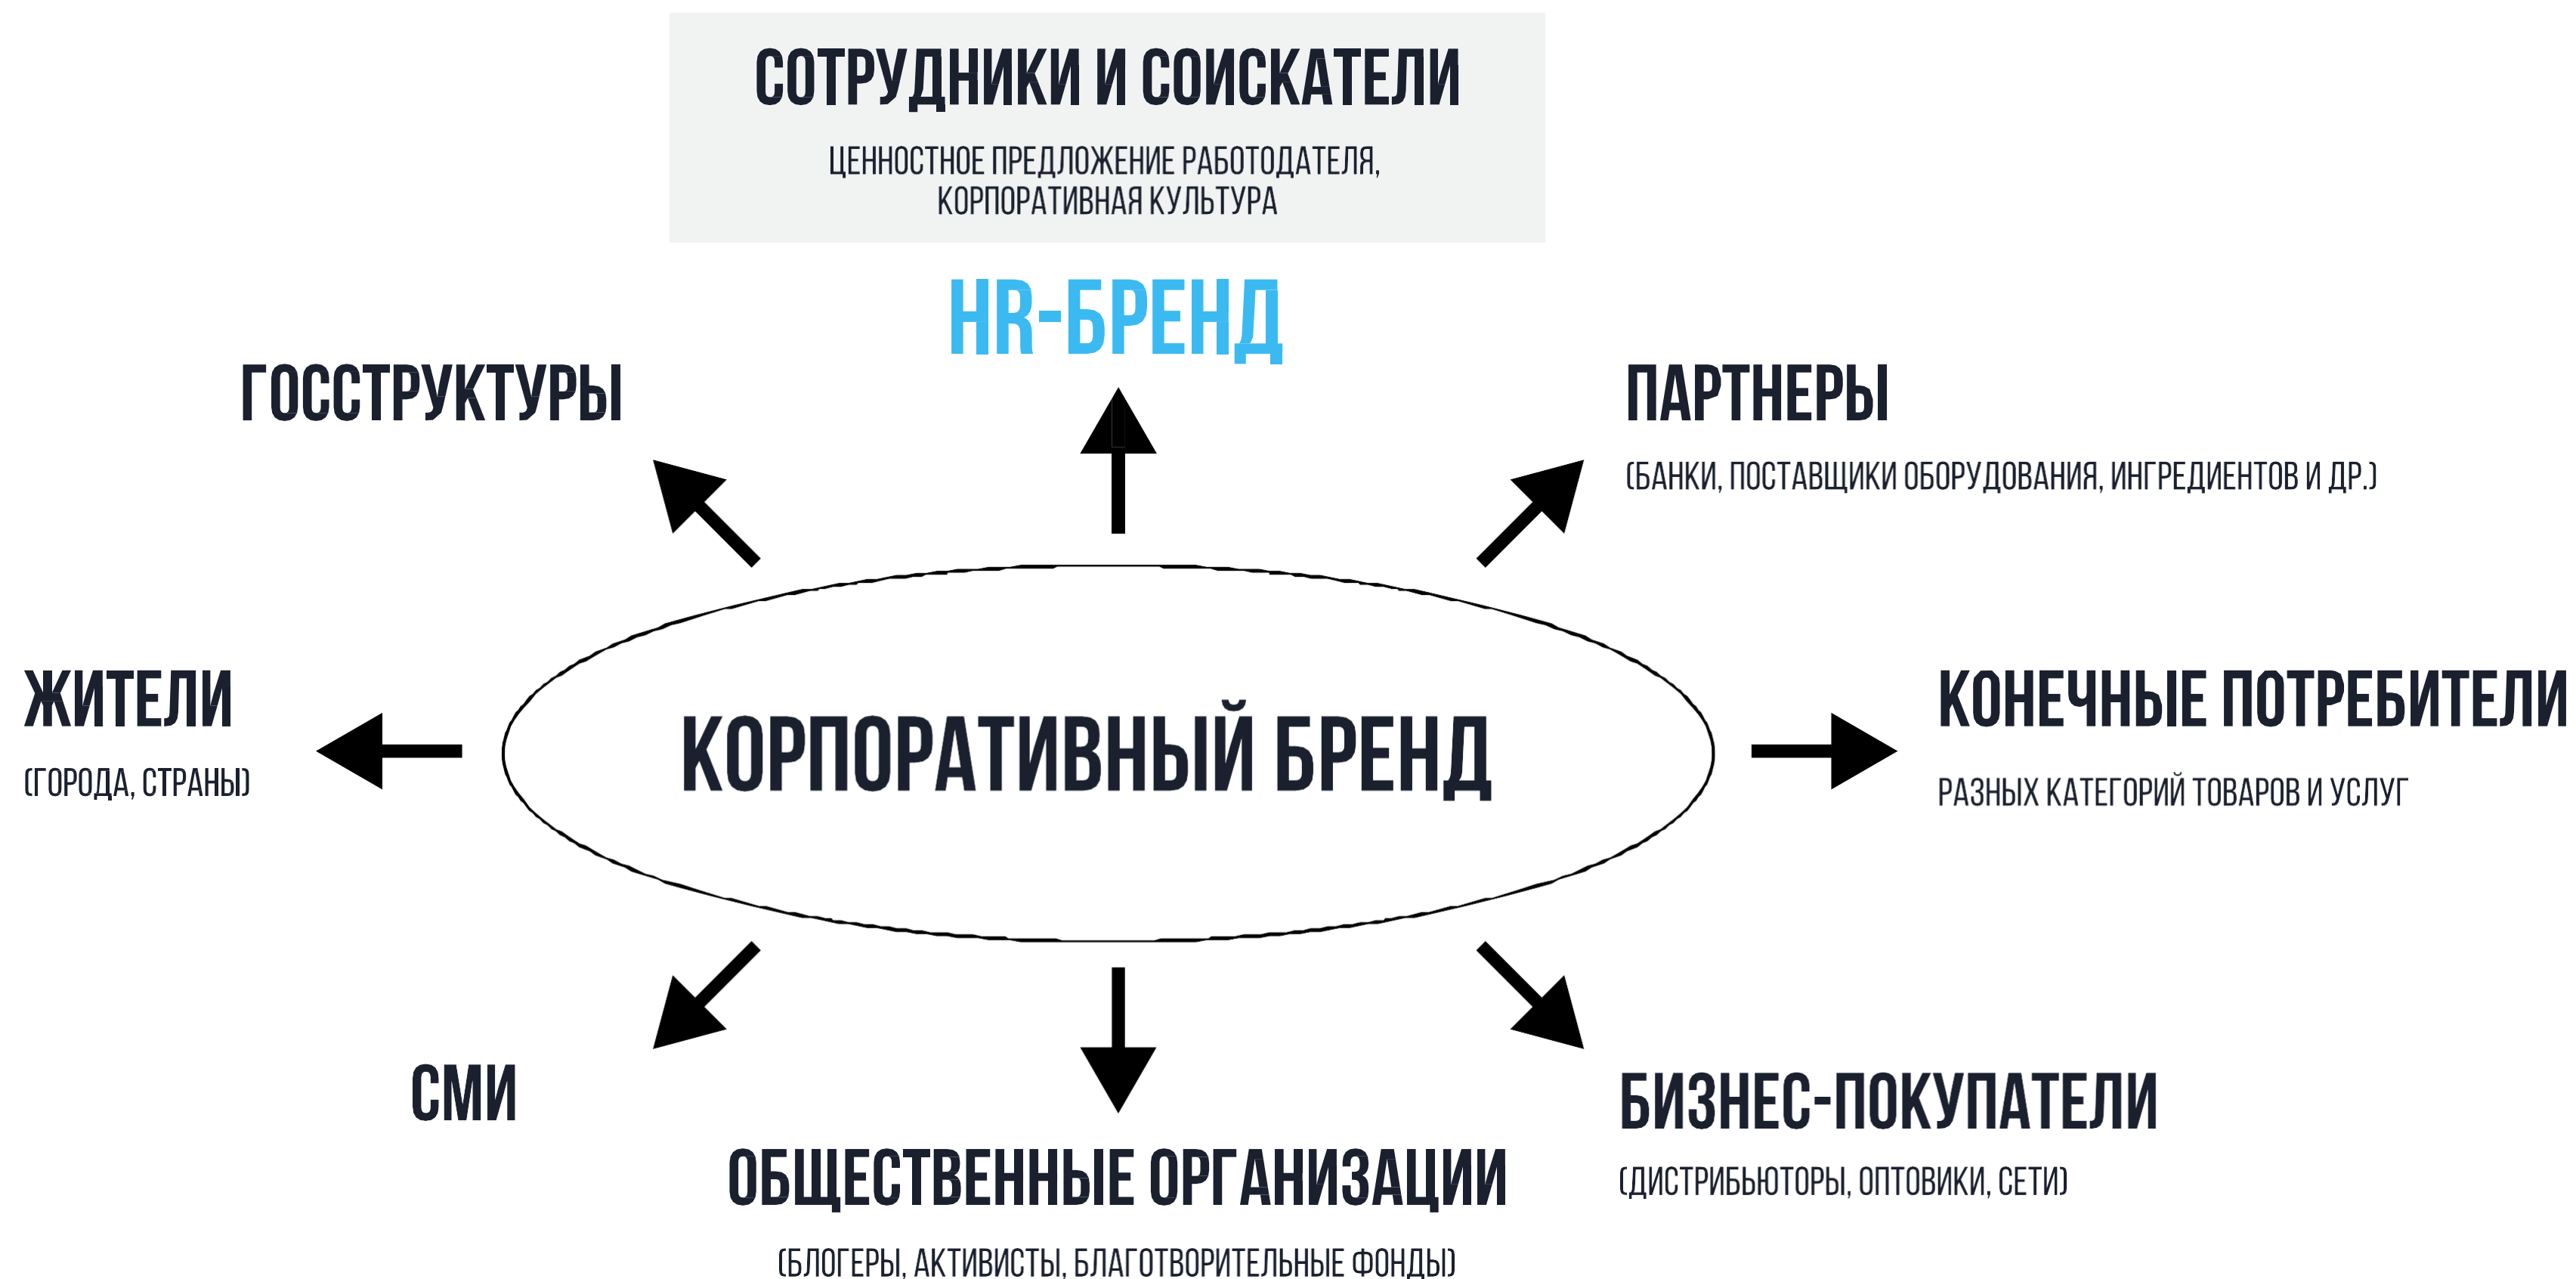 СОТРУДНИКИ И СОИСКАТЕЛИ
ЦЕННОСТНОЕ ПРЕДЛОЖЕНИЕ РАБОТОДАТЕЛЯ,
КОРПОРАТИВНАЯ КУЛЬТУРА
HR-БРЕНД
ГОССТРУКТУРЫ
ПАРТНЕРЫ
(БАНКИ, ПОСТАВЩИКИ ОБОРУДОВАНИЯ, ИНГРЕДИЕНТОВ И ДР.)
ЖИТЕЛИ
(ГОРОДА, СТРАНЫ)
КОРПОРАТИВНЫЙ БРЕНД
КОНЕЧНЫЕ ПОТРЕБИТЕЛИ
РАЗНЫХ КАТЕГОРИЙ ТОВАРОВ И УСЛУГ
СМИ
ОБЩЕСТВЕННЫЕ ОРГАНИЗАЦИИ
(БЛОГЕРЫ, АКТИВИСТЫ, БЛАГОТВОРИТЕЛЬНЫЕ ФОНДЫ)
БИЗНЕС-ПОКУПАТЕЛИ
(ДИСТРИБЬЮТОРЫ, ОПТОВИКИ, СЕТИ)